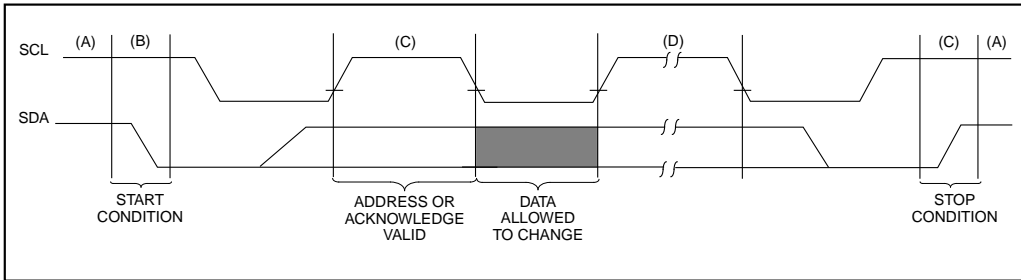 SCL
(A)
(B)
(C)
(D)
(C)
(A)
SDA
START
CONDITION
ADDRESS OR
ACKNOWLEDGE
VALID
DATA
ALLOWED
TO CHANGE
STOP
CONDITION